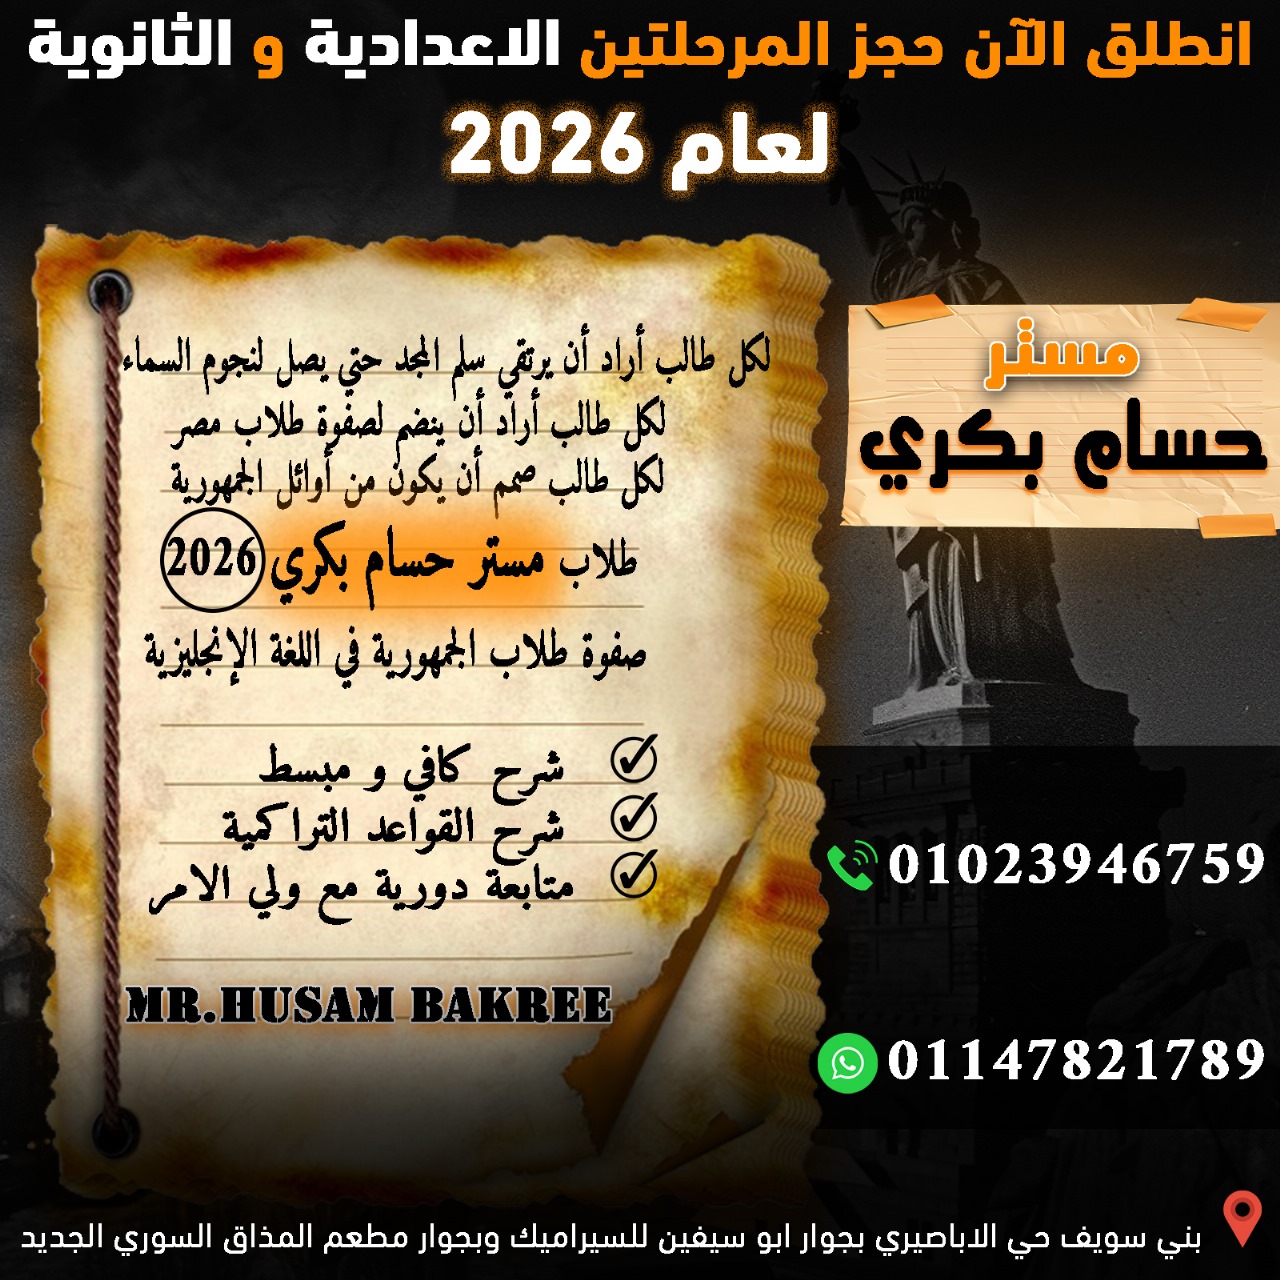 انطلق الآن حجز المرحلتين الاعدادية و الثانوية
لعام 2026
مستر
حسام بكري
لكل طالب أراد أن يرتقي سلم المجد حتي يصل لنجوم السماء
لكل طالب أراد أن ينضم لصفوة طلاب مصر
لكل طالب صمم أن يكون من أوائل الجمهورية
طلاب مستر حسام بكري 2026
صفوة طلاب الجمهورية في اللغة الإنجليزية
شرح كافي و مبسط
شرح القواعد التراكمية
متابعة دورية مع ولي الامر
MR.HUSAM BAKREE
01023946759
01147821789
بني سويف حي الاباصيري بجوار ابو سيفين للسيراميك وبجوار مطعم المذاق السوري الجديد